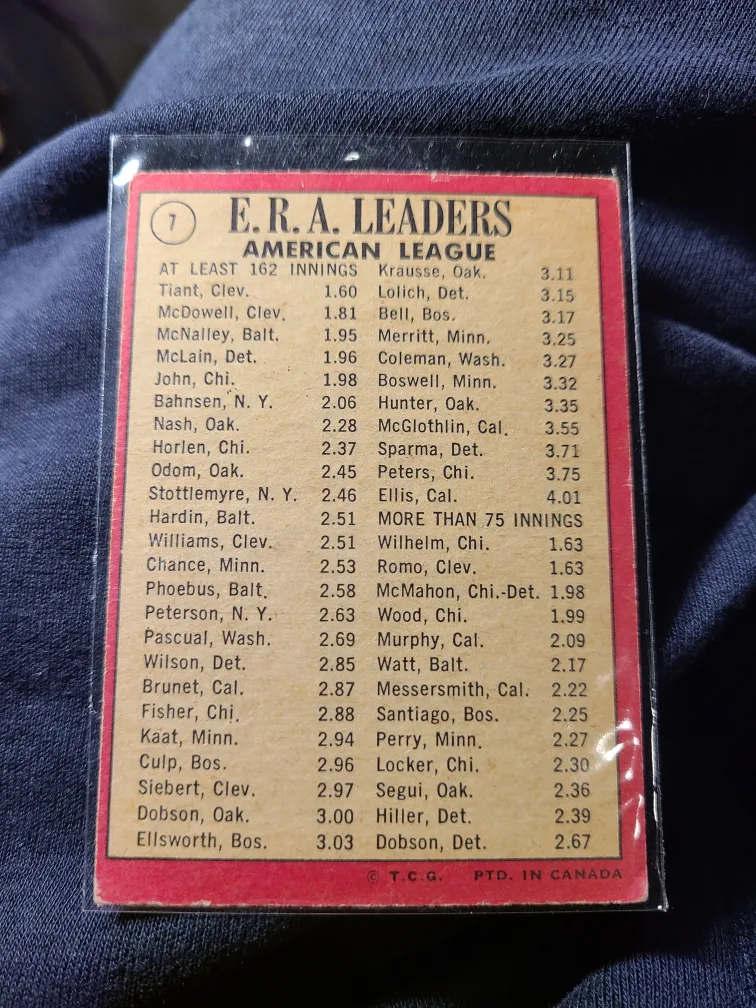 7
E. R. A. LEADERS
AMERICAN LEAGUE
AT LEAST 162 INNINGS
Tiant, Clev. 1.60
McDowell, Clev. 1.81
McNalley, Balt. 1.95
McLain, Det. 1.96
John, Chi. 1.98
Bahnsen, N. Y. 2.06
Nash, Oak. 2.28
Horlen, Chi. 2.37
Odom, Oak. 2.45
Stottlemyre, N. Y. 2.46
Hardin, Balt. 2.51
Williams, Clev. 2.51
Chance, Minn. 2.53
Phoebus, Balt. 2.58
Peterson, N. Y. 2.63
Pascual, Wash. 2.69
Wilson, Det. 2.85
Brunet, Cal. 2.87
Fisher, Chi. 2.88
Kaat, Minn. 2.94
Culp, Bos. 2.96
Siebert, Clev. 2.97
Dobson, Oak. 3.00
Ellsworth, Bos. 3.03
Krausse, Oak. 3.11
Lolich, Det. 3.15
Bell, Bos. 3.17
Merritt, Minn. 3.25
Coleman, Wash. 3.27
Boswell, Minn. 3.32
Hunter, Oak. 3.35
McGlothlin, Cal. 3.55
Sparma, Det. 3.71
Peters, Chi. 3.75
Ellis, Cal. 4.01
MORE THAN 75 INNINGS
Wilhelm, Chi. 1.63
Romo, Clev. 1.63
McMahon, Chi.-Det. 1.98
Wood, Chi. 1.99
Murphy, Cal. 2.09
Watt, Balt. 2.17
Messersmith, Cal. 2.22
Santiago, Bos. 2.25
Perry, Minn. 2.27
Locker, Chi. 2.30
Segui, Oak. 2.36
Hiller, Det. 2.39
Dobson, Det. 2.67
© T.C.G. PTD. IN CANADA